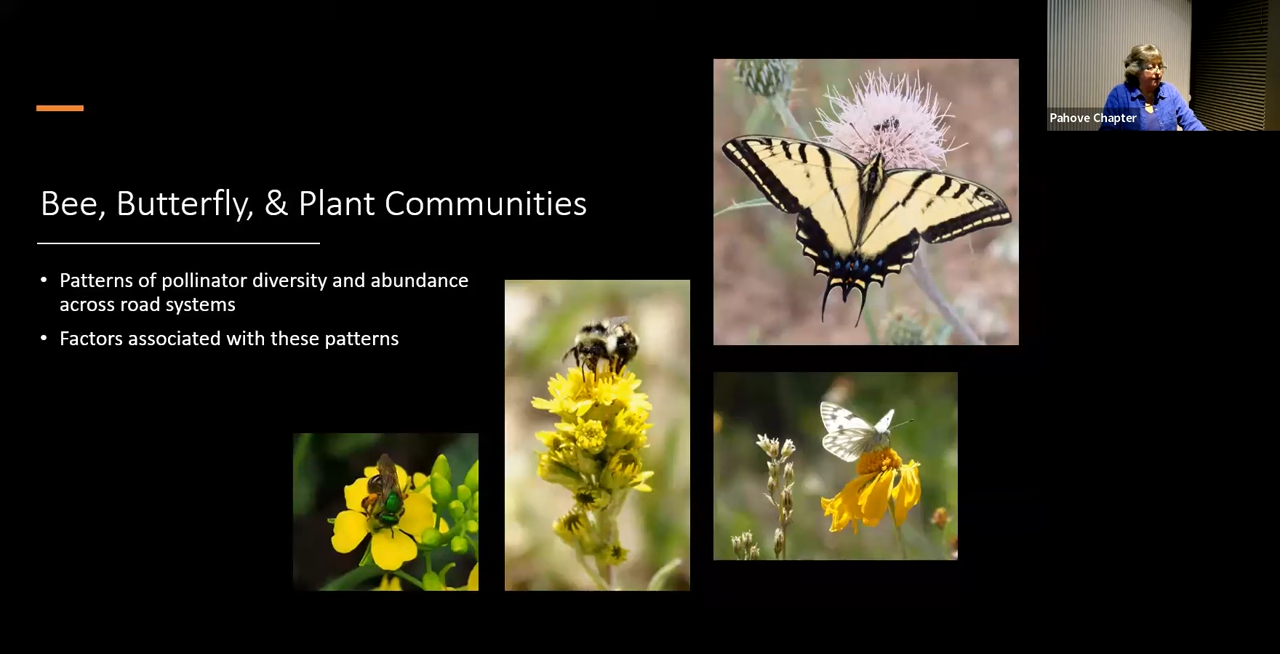 Pahove Chapter
Bee, Butterfly, & Plant Communities
• Patterns of pollinator diversity and abundance
across road systems
• Factors associated with these patterns